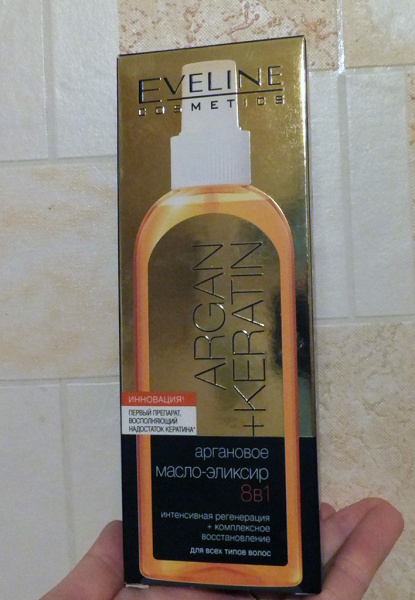 EVELINE
COSMETICS
ARGAN
+KERATIN
ИННОВАЦИЯ!
ПЕРВЫЙ ПРЕПАРАТ,
ВОСПОЛНЯЮЩИЙ
НЕДОСТАТОК КЕРАТИНА*
аргановое
масло-эликсир
8в1
интенсивная регенерация
+ комплексное
восстановление
для всех типов волос